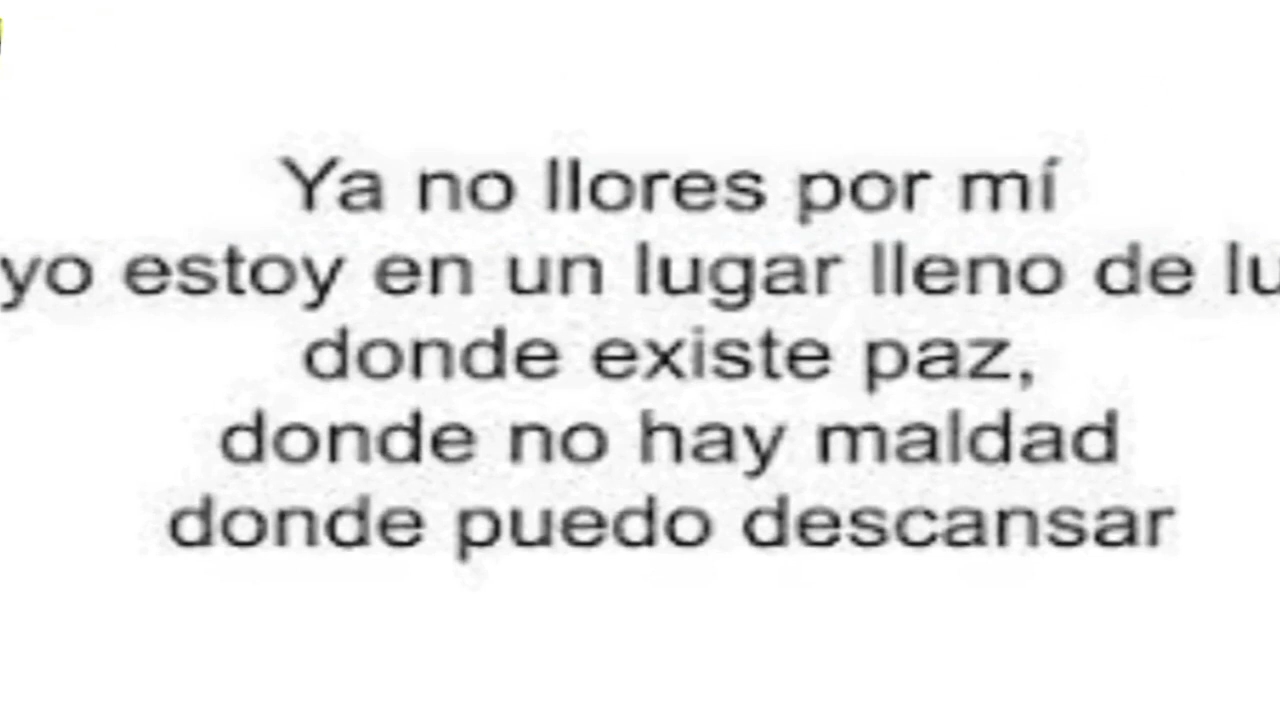 Ya no llores por mí
yo estoy en un lugar lleno de lu
donde existe paz,
donde no hay maldad
donde puedo descansar